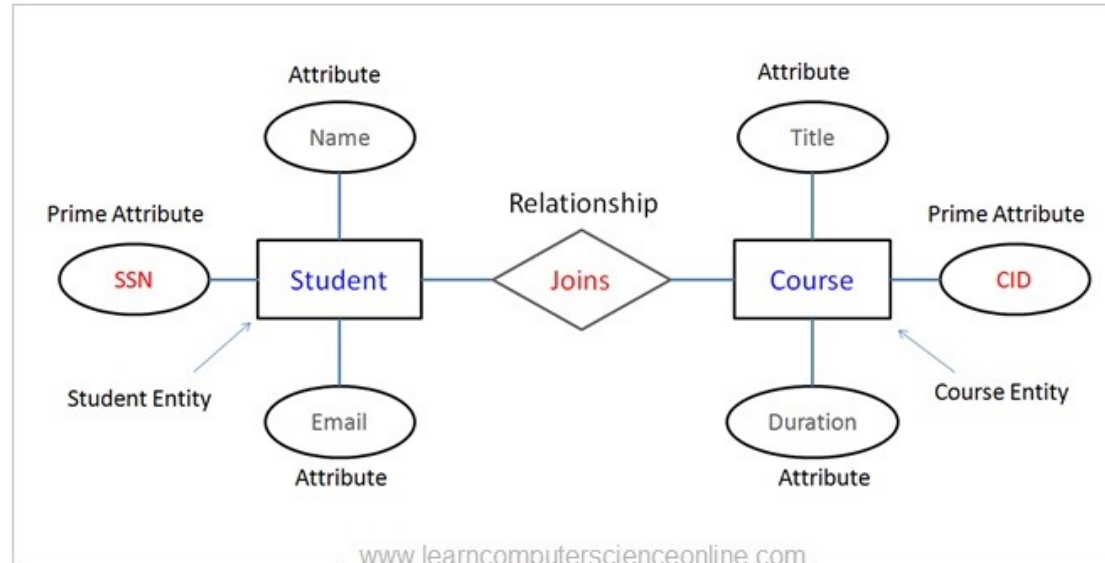 Attribute
Attribute
Name
Title
Relationship
Prime Attribute
Prime Attribute
SSN
Student
Joins
Course
CID
Student Entity
Course Entity
Email
Duration
Attribute
Attribute
www.learncomputerscienceonline.com